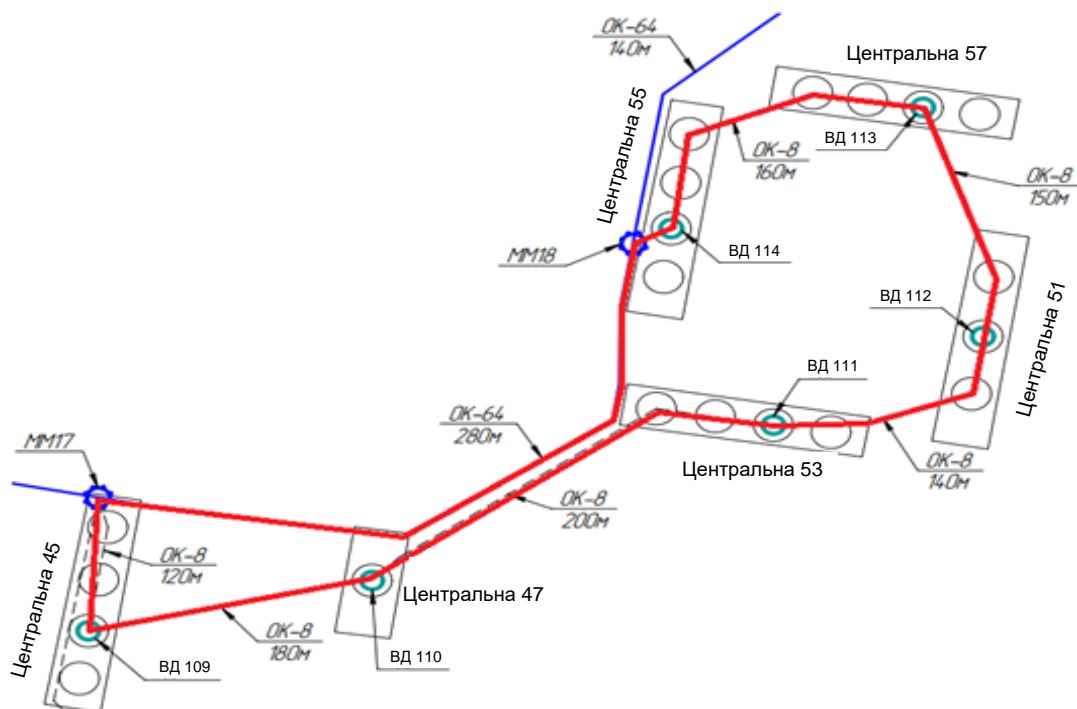 ОК-64
140м
Центральна 57
Центральна 55
ВД 113
ОК-8
160м
ОК-8
150м
ММ18
ВД 114
ВД 112
Центральна 51
ВД 111
ОК-64
280м
ММ17
Центральна 53
ОК-8
140м
ОК-8
200м
Центральна 45
ОК-8
120м
Центральна 47
ОК-8
180м
ВД 109
ВД 110